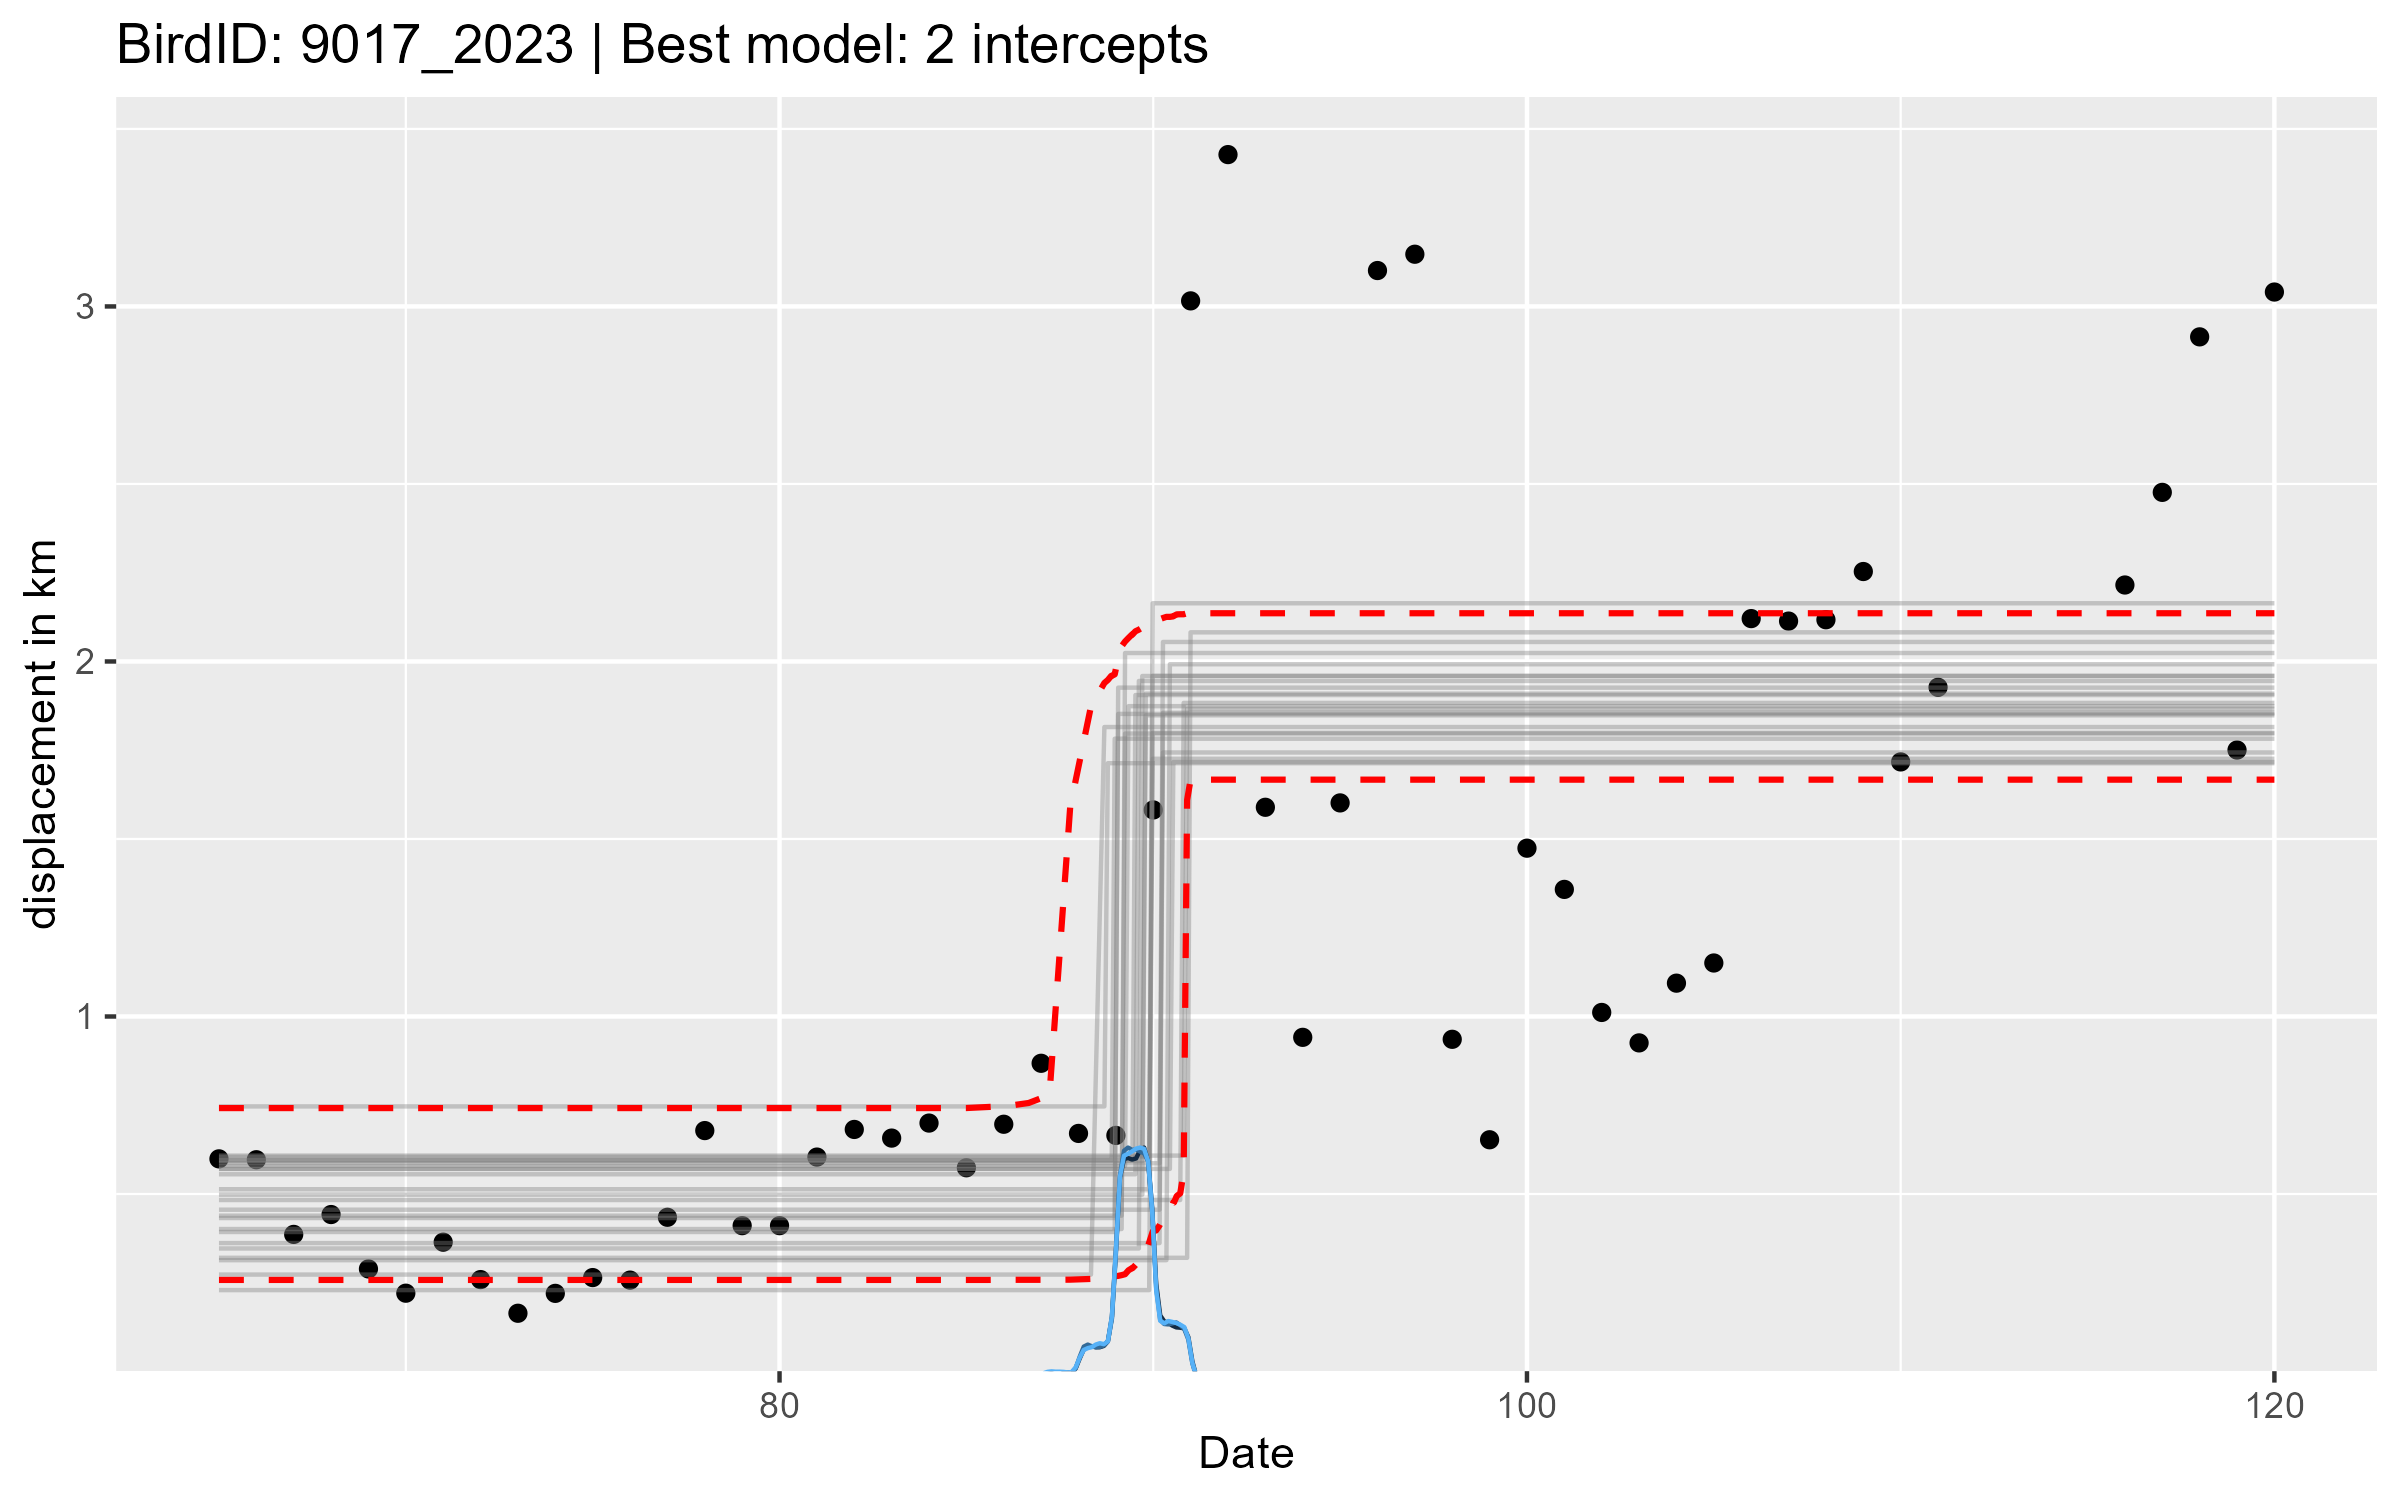 BirdID: 9017_2023 | Best model: 2 intercepts
displacement in km
3
2
1
80
100
120
Date